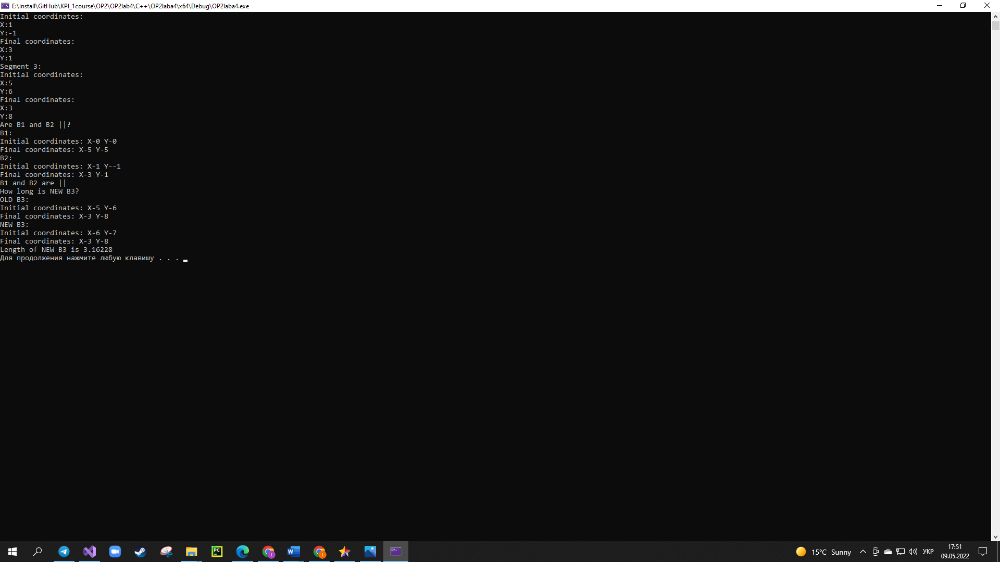 E:\Install\GitHub\KPI_1course\OP2\OP2lab4\C++\OP2laba4\x64\Debug\OP2laba4.exe
Initial coordinates:
X:1
Y:-1
Final coordinates:
X:3
Y:1
Segment_3:
Initial coordinates:
X:5
Y:6
Final coordinates:
X:3
Y:8
Are B1 and B2 ||?
B1:
Initial coordinates: X-0 Y-0
Final coordinates: X-5 Y-5
B2:
Initial coordinates: X-1 Y--1
Final coordinates: X-3 Y-1
B1 and B2 are ||
How long is NEW B3?
OLD B3:
Initial coordinates: X-5 Y-6
Final coordinates: X-3 Y-8
NEW B3:
Initial coordinates: X-6 Y-7
Final coordinates: X-3 Y-8
Length of NEW B3 is 3.16228
Для продолжения нажмите любую клавишу . . .
PC
W
15°C Sunny
УКР
17:51
09.05.2022